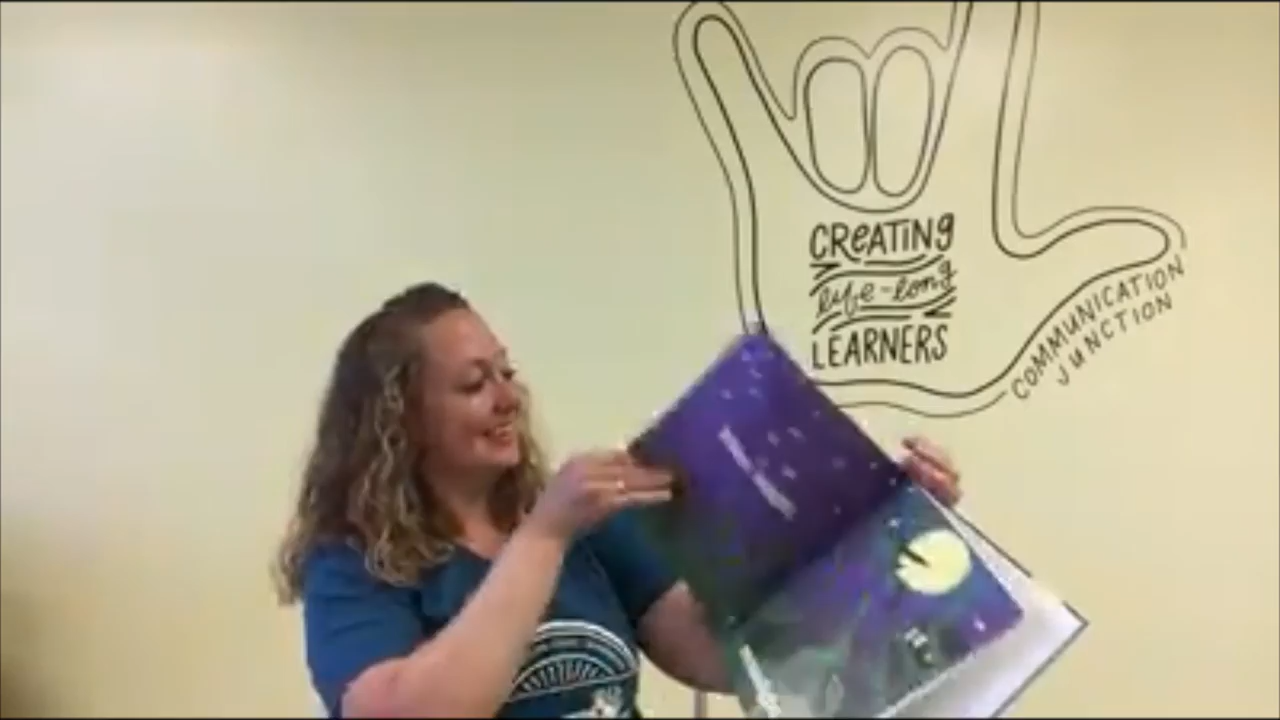 CREATING
life-long
LEARNERS
COMMUNICATION
JUNCTION